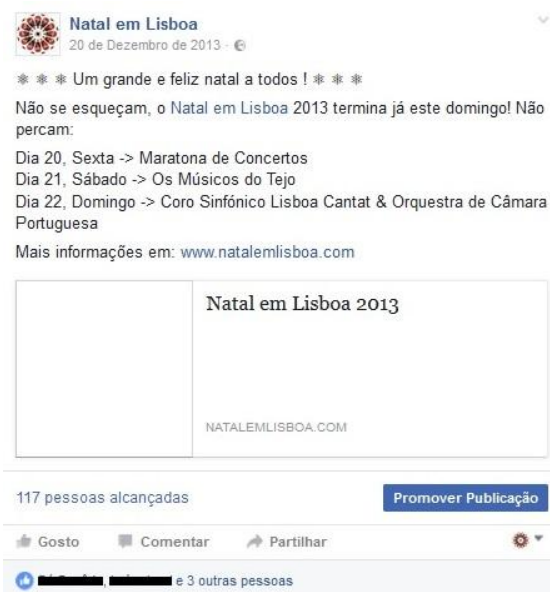 Natal em Lisboa
20 de Dezembro de 2013 ·
❄ ❄ ❄ Um grande e feliz natal a todos ! ❄ ❄ ❄
Não se esqueçam, o Natal em Lisboa 2013 termina já este domingo! Não
percam:
Dia 20, Sexta -> Maratona de Concertos
Dia 21, Sábado -> Os Músicos do Tejo
Dia 22, Domingo -> Coro Sinfónico Lisboa Cantat & Orquestra de Câmara
Portuguesa
Mais informações em: www.natalemlisboa.com
Natal em Lisboa 2013
NATALEMLISBOA.COM
117 pessoas alcançadas
Promover Publicação
Gosto Comentar Partilhar
, e 3 outras pessoas